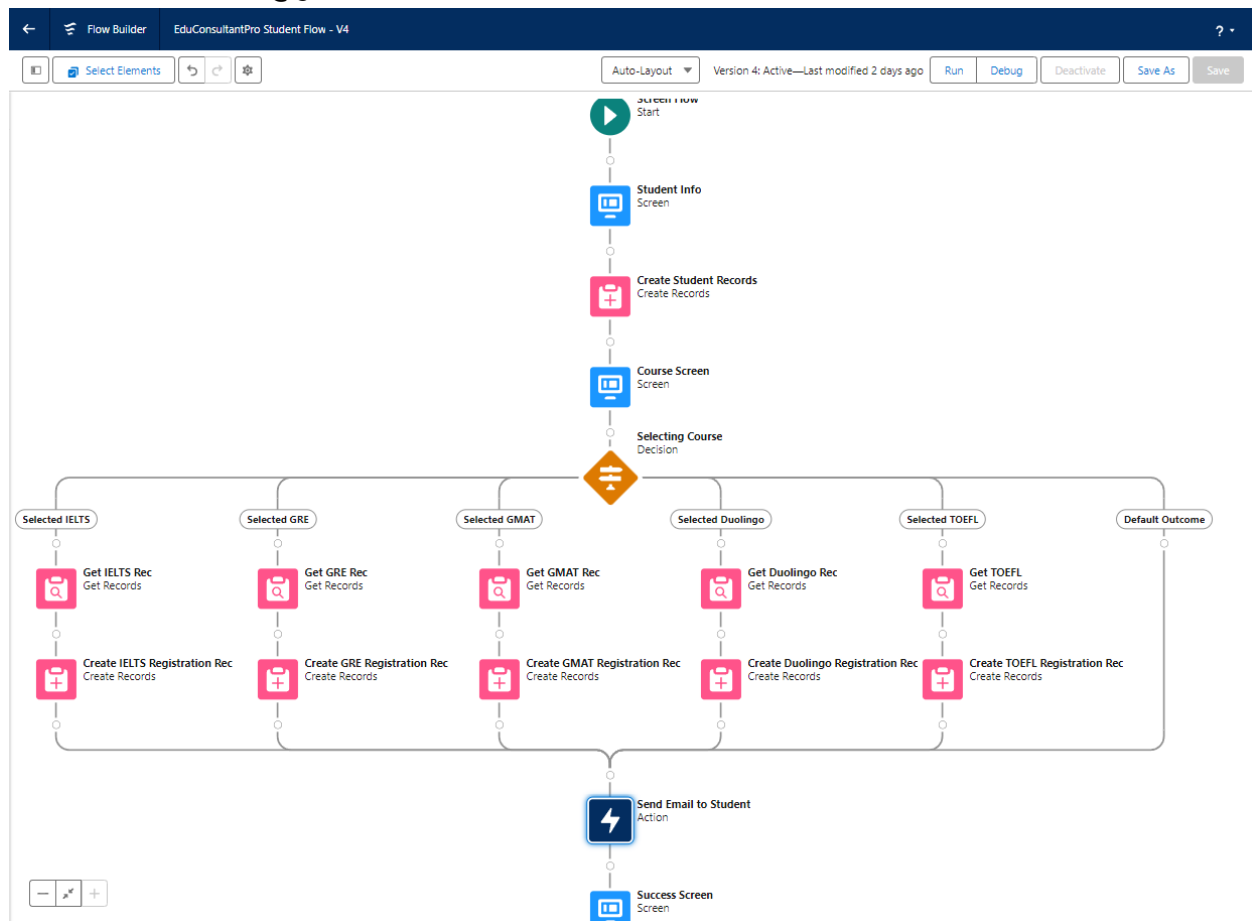 Flow Builder
EduConsultantPro Student Flow - V4
?
Select Elements
Auto-Layout
Version 4: Active—Last modified 2 days ago
Run
Debug
Deactivate
Save As
Save
Screen Flow
Start
Student Info
Screen
Create Student Records
Create Records
Course Screen
Screen
Selecting Course
Decision
Selected IELTS
Selected GRE
Selected GMAT
Selected Duolingo
Selected TOEFL
Default Outcome
Get IELTS Rec
Get Records
Get GRE Rec
Get Records
Get GMAT Rec
Get Records
Get Duolingo Rec
Get Records
Get TOEFL
Get Records
Create IELTS Registration Rec
Create Records
Create GRE Registration Rec
Create Records
Create GMAT Registration Rec
Create Records
Create Duolingo Registration Rec
Create Records
Create TOEFL Registration Rec
Create Records
Send Email to Student
Action
Success Screen
Screen